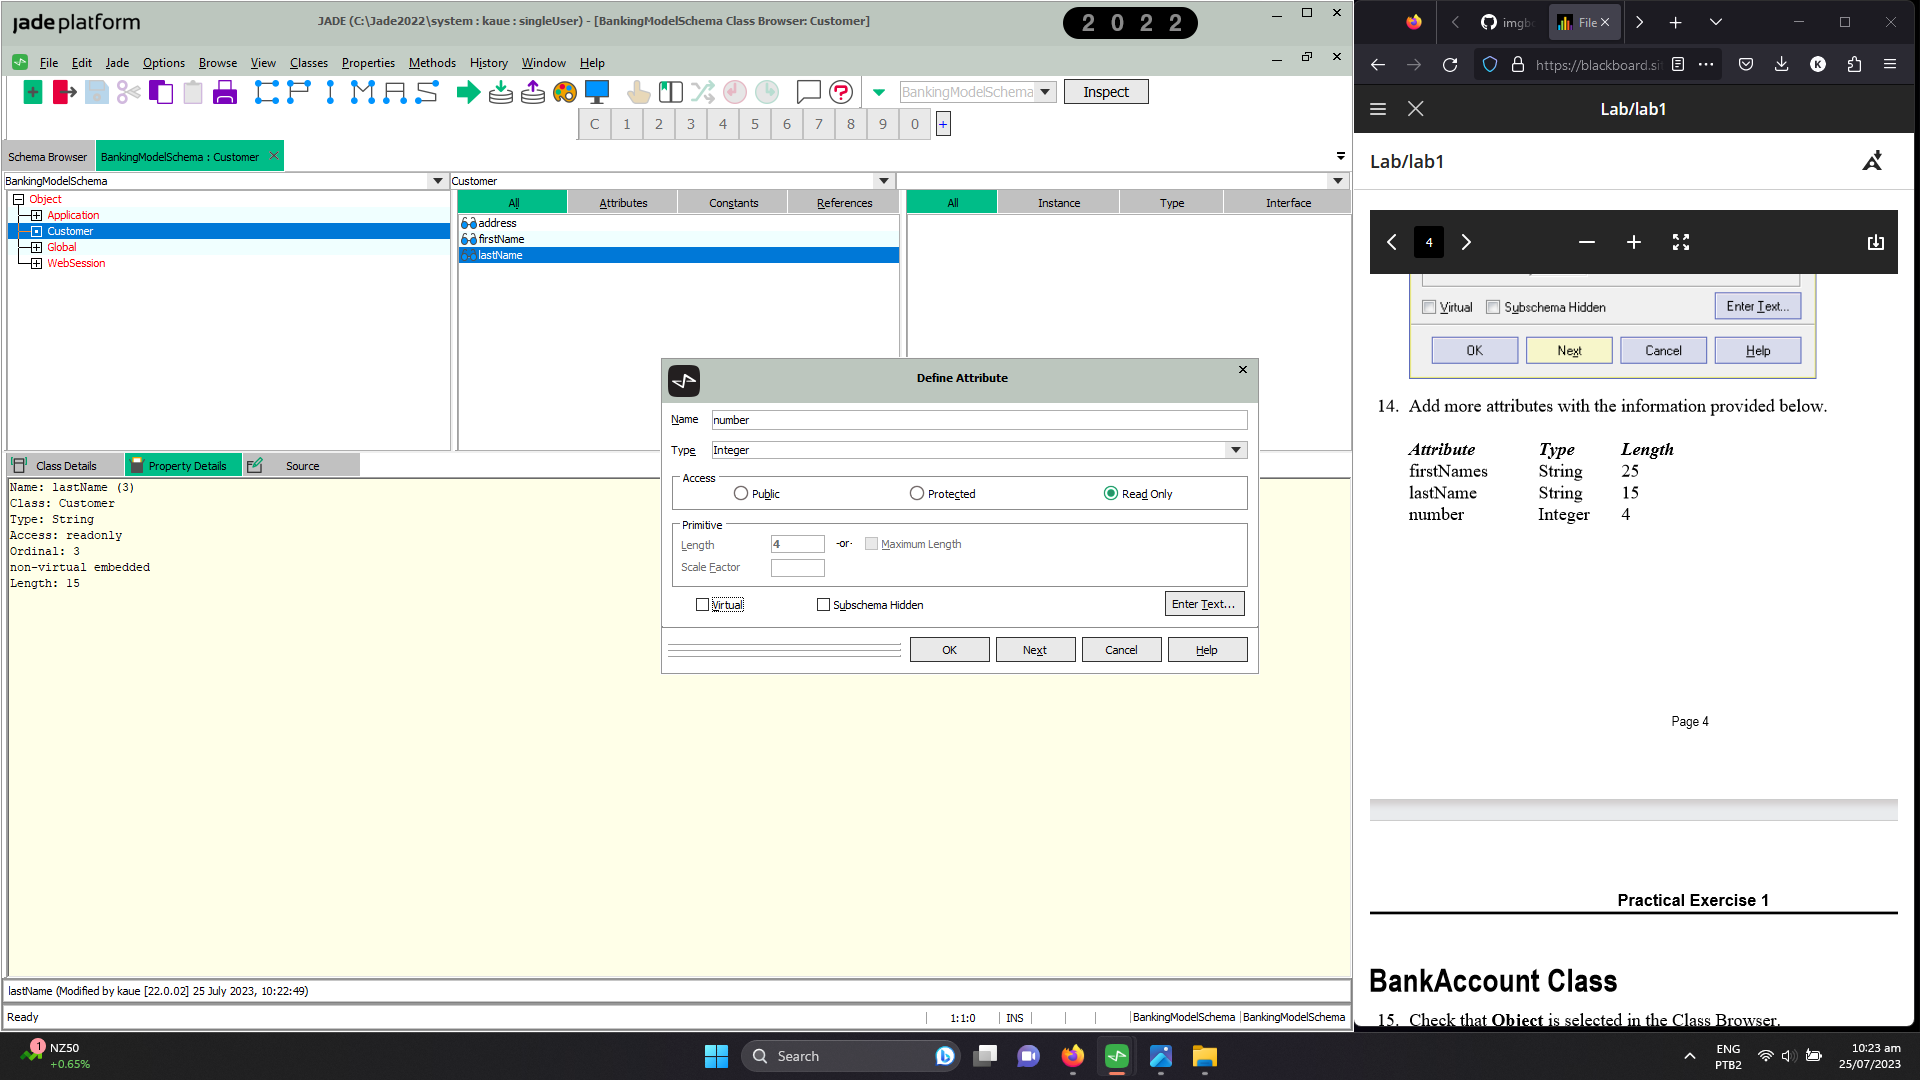 jadeplatform
JADE (C:\Jade2022\system : kaue : singleUser) - [BankingModelSchema Class Browser: Customer]
2022
File Edit Jade Options Browse View Classes Properties Methods History Window Help
BankingModelSchema
Inspect
C 1 2 3 4 5 6 7 8 9 0 +
Schema Browser
BankingModelSchema : Customer
BankingModelSchema
Customer
Object
Application
Customer
Global
WebSession
All Attributes Constants References
address
firstName
lastName
All Instance Type Interface
Class Details
Property Details
Source
Name: lastName (3)
Class: Customer
Type: String
Access: readonly
Ordinal: 3
non-virtual embedded
Length: 15
Define Attribute
Name number
Type Integer
Access
Public Protected Read Only
Primitive
Length 4 -or- Maximum Length
Scale Factor
Virtual Subschema Hidden Enter Text...
OK Next Cancel Help
lastName (Modified by kaue [22.0.02] 25 July 2023, 10:22:49)
Ready
1:1:0
INS
BankingModelSchema
BankingModelSchema
imgb
File
https://blackboard.si
K
Lab/lab1
Lab/lab1
4
Virtual Subschema Hidden Enter Text...
OK Next Cancel Help
14. Add more attributes with the information provided below.
Attribute Type Length
firstNames String 25
lastName String 15
number Integer 4
Page 4
Practical Exercise 1
BankAccount Class
15. Check that Object is selected in the Class Browser.
1
NZ50
+0.65%
Search
ENG
PTB2
10:23 am
25/07/2023